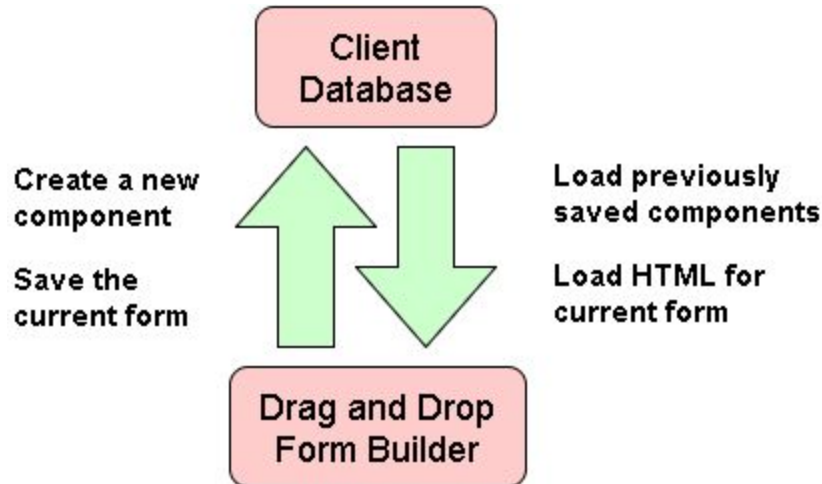 Client
Database
Create a new
component
Save the
current form
Load previously
saved components
Load HTML for
current form
Drag and Drop
Form Builder